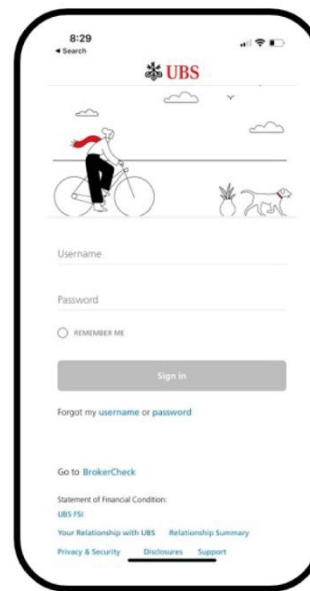 8:29
◀ Search
UBS
Username
Password
REMEMBER ME
Sign in
Forgot my username or password
Go to BrokerCheck
Statement of Financial Condition:
UBS FSI
Your Relationship with UBS Relationship Summary
Privacy & Security Disclosures Support